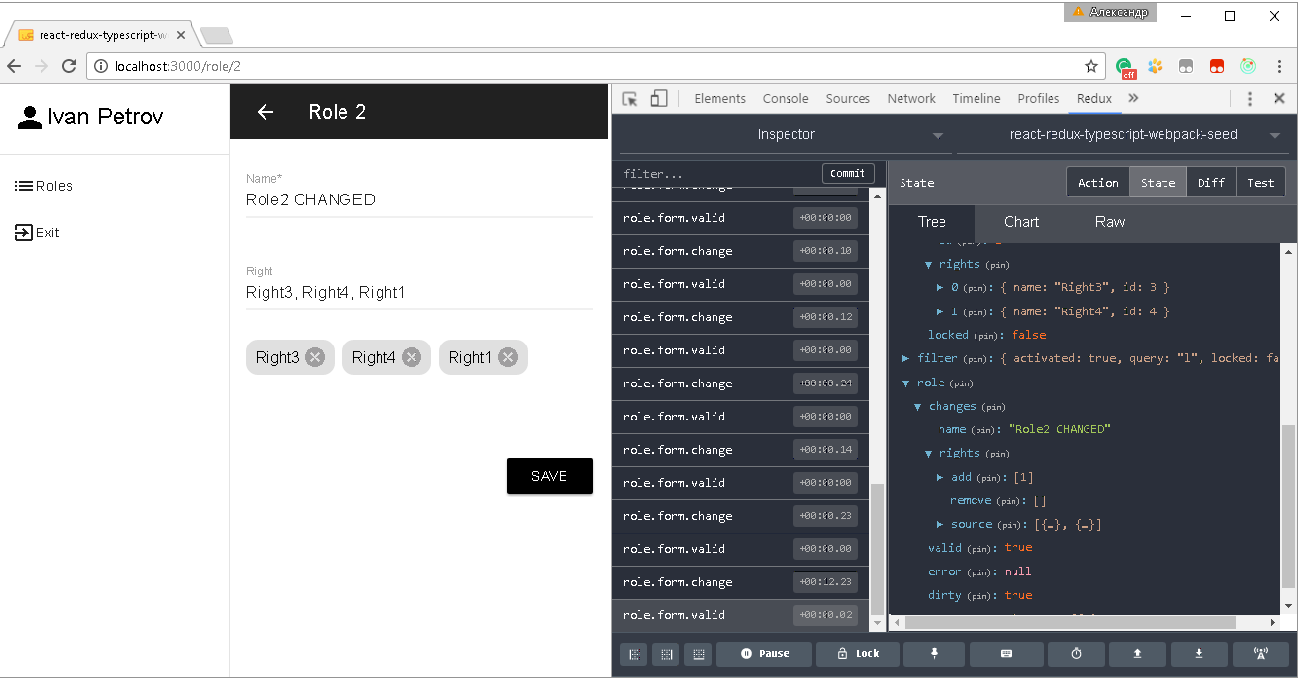 Александр
react-redux-typescript-w
localhost:3000/role/2
off
Ivan Petrov
Roles
Exit
Role 2
Name*
Role2 CHANGED
Right
Right3, Right4, Right1
Right3
Right4
Right1
SAVE
Elements Console Sources Network Timeline Profiles Redux
Inspector
react-redux-typescript-webpack-seed
filter...
Commit
role.form.change
role.form.valid +00:00:00
role.form.change +00:00.10
role.form.valid +00:00.00
role.form.change +00:00.12
role.form.valid +00:00.00
role.form.change +00:00.24
role.form.valid +00:00:00
role.form.change +00:00.14
role.form.valid +00:00:00
role.form.change +00:00.23
role.form.valid +00:00.00
role.form.change +00:12.23
role.form.valid +00:00.02
State
Action State Diff Test
Tree Chart Raw
rights (pin)
0 (pin): { name: "Right3", id: 3 }
1 (pin): { name: "Right4", id: 4 }
locked (pin): false
filter (pin): { activated: true, query: "l", locked: fa
role (pin)
changes (pin)
name (pin): "Role2 CHANGED"
rights (pin)
add (pin): [1]
remove (pin): []
source (pin): [{…}, {…}]
valid (pin): true
error (pin): null
dirty (pin): true
Pause
Lock